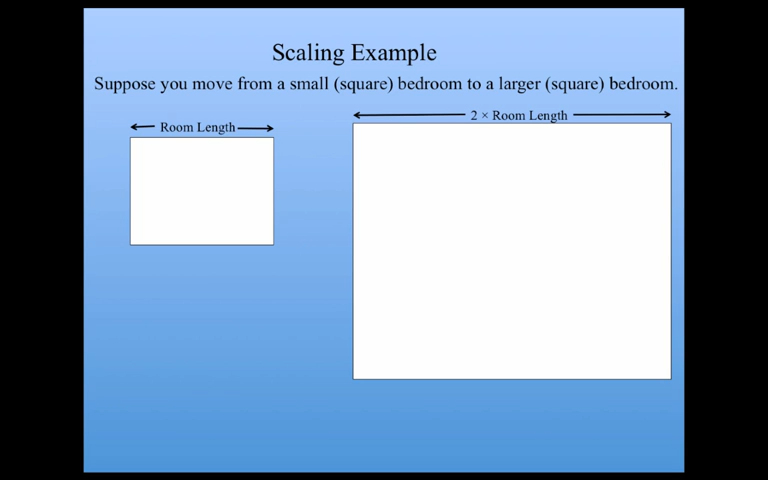 Scaling Example
Suppose you move from a small (square) bedroom to a larger (square) bedroom.
Room Length
2 × Room Length